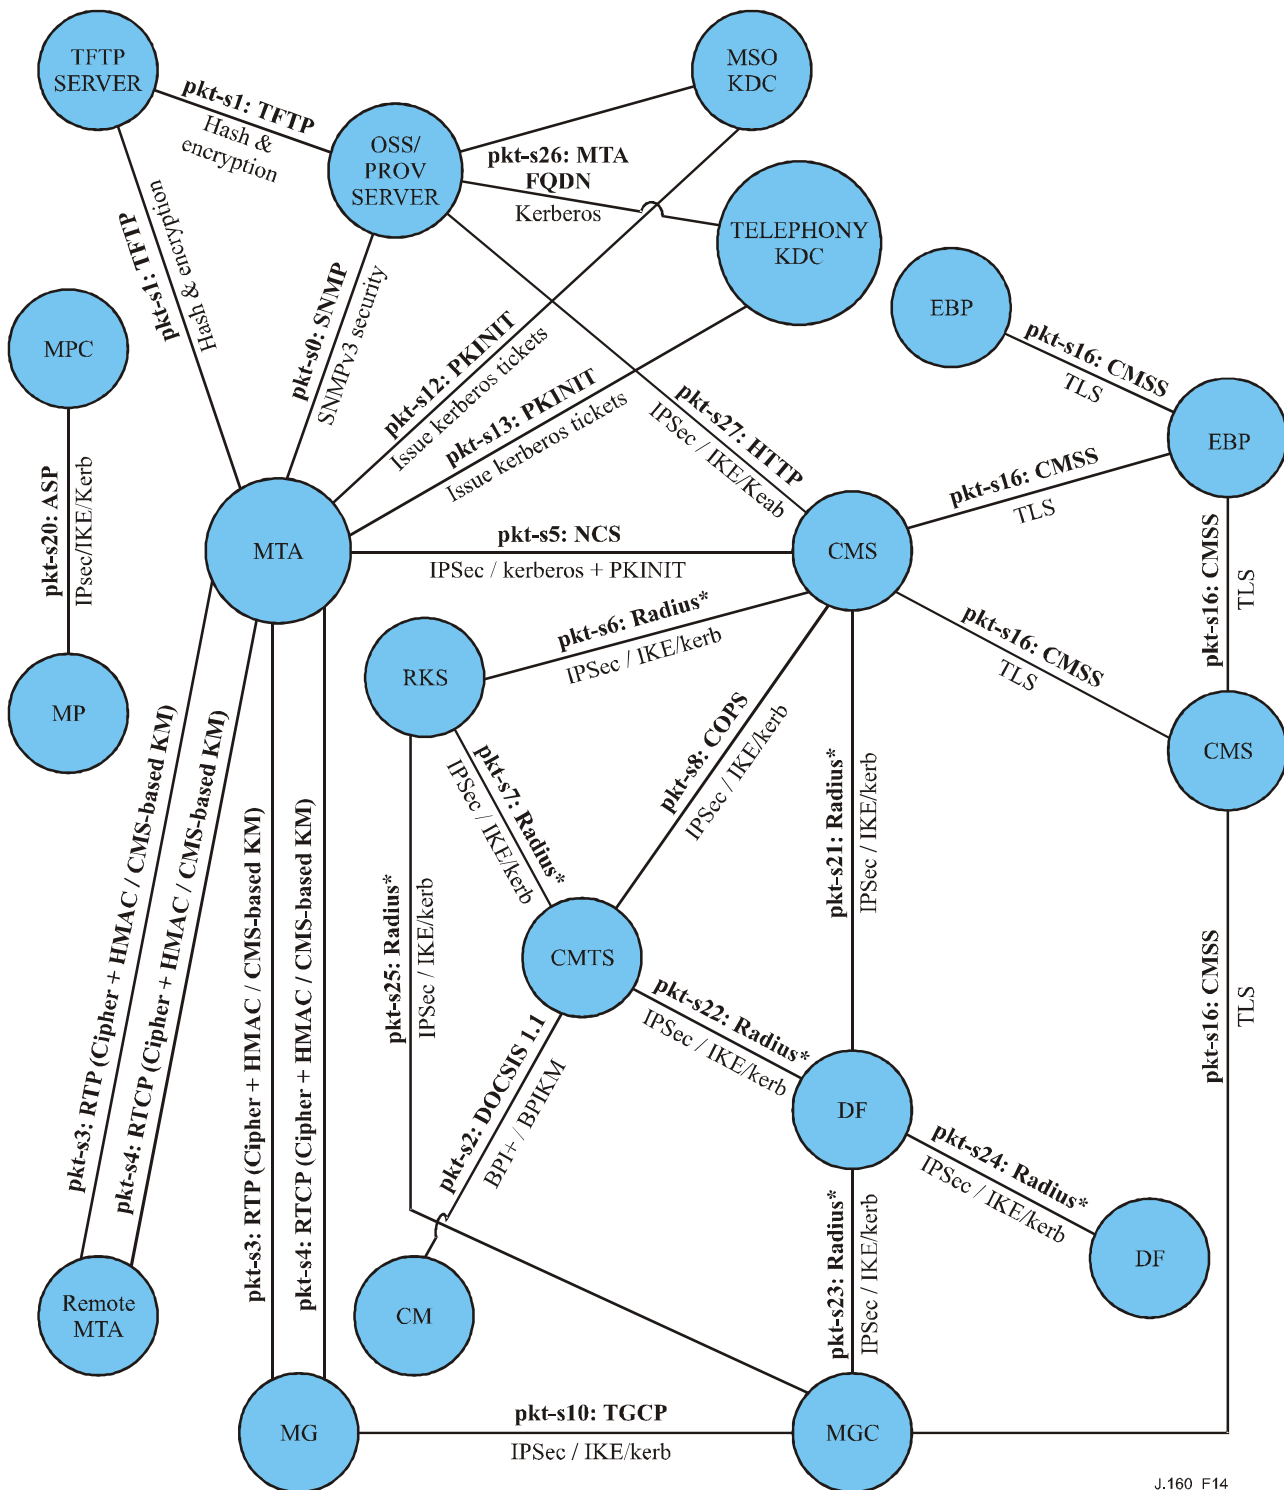 TFTP
SERVER
MSO
KDC
pkt-s1: TFTP
Hash &
encryption
OSS/
PROV
SERVER
pkt-s26: MTA
FQDN
Kerberos
TELEPHONY
KDC
pkt-s1: TFTP
Hash & encryption
pkt-s0: SNMP
SNMPv3 security
pkt-s12: PKINIT
Issue kerberos tickets
pkt-s13: PKINIT
Issue kerberos tickets
pkt-s27: HTTP
IPSec / IKE/Keab
EBP
pkt-s16: CMSS
TLS
EBP
MPC
pkt-s20: ASP
IPsec/IKE/Kerb
MP
MTA
pkt-s5: NCS
IPSec / kerberos + PKINIT
CMS
pkt-s16: CMSS
TLS
pkt-s16: CMSS
TLS
pkt-s16: CMSS
TLS
CMS
RKS
pkt-s6: Radius*
IPSec / IKE/kerb
pkt-s7: Radius*
IPSec / IKE/kerb
pkt-s8: COPS
IPSec / IKE/kerb
pkt-s21: Radius*
IPSec / IKE/kerb
pkt-s25: Radius*
IPSec / IKE/kerb
CMTS
pkt-s22: Radius*
IPSec / IKE/kerb
pkt-s2: DOCSIS 1.1
BPI+ / BPIKM
DF
pkt-s24: Radius*
IPSec / IKE/kerb
DF
pkt-s23: Radius*
IPSec / IKE/kerb
pkt-s16: CMSS
TLS
pkt-s3: RTP (Cipher + HMAC / CMS-based KM)
pkt-s4: RTCP (Cipher + HMAC / CMS-based KM)
pkt-s3: RTP (Cipher + HMAC / CMS-based KM)
pkt-s4: RTCP (Cipher + HMAC / CMS-based KM)
Remote
MTA
CM
MG
pkt-s10: TGCP
IPSec / IKE/kerb
MGC
J.160_F14